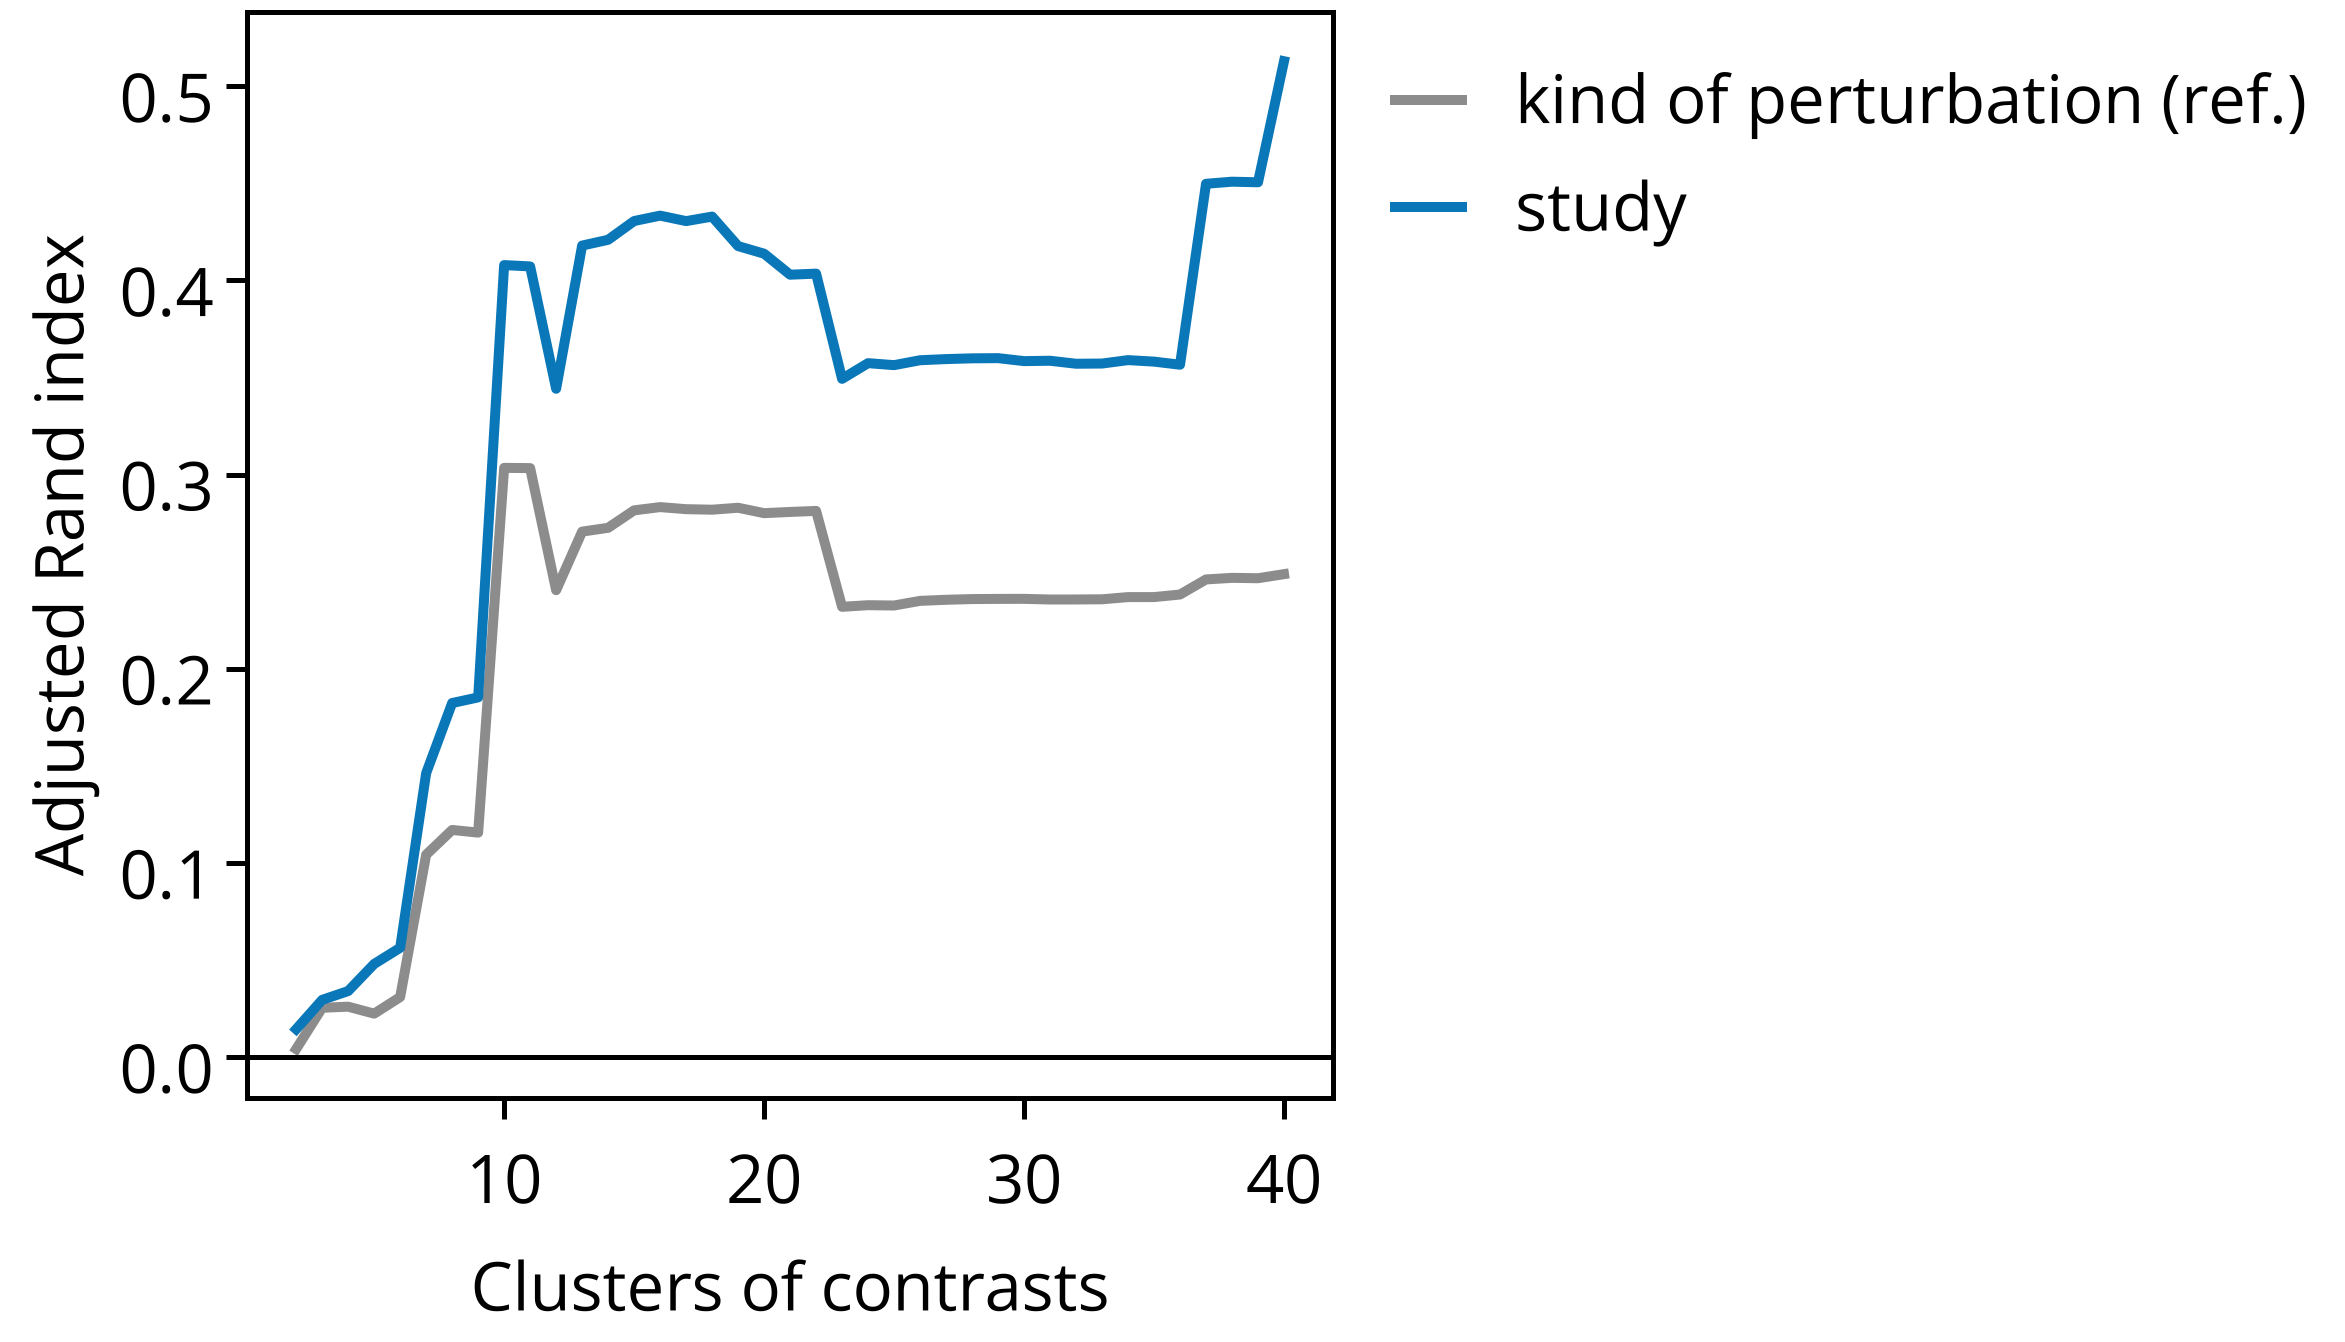 Adjusted Rand index
0.5
0.4
0.3
0.2
0.1
0.0
10 20 30 40
Clusters of contrasts
kind of perturbation (ref.)
study